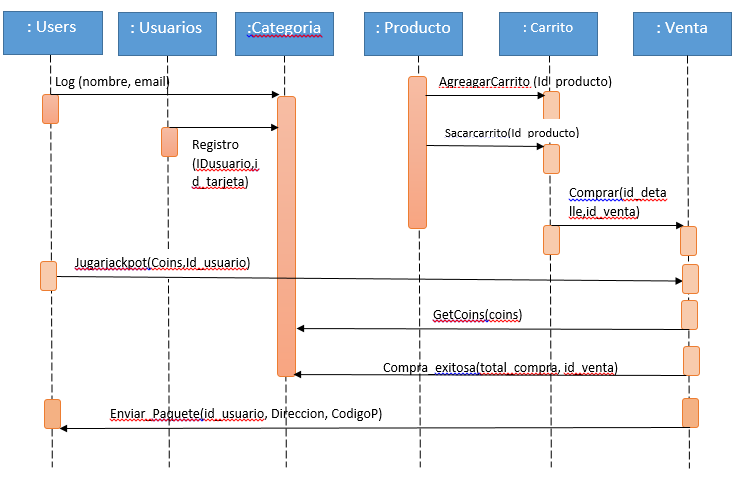 : Users
: Usuarios
:Categoria
: Producto
: Carrito
: Venta
Log (nombre, email)
AgreagarCarrito (Id_producto)
Registro
(IDusuario,i
d_tarjeta)
Sacarcarrito(Id_producto)
Comprar(id_deta
lle,id_venta)
Jugarjackpot(Coins,Id_usuario)
GetCoins(coins)
Compra_exitosa(total_compra, id_venta)
Enviar_Paquete(id_usuario, Direccion, CodigoP)